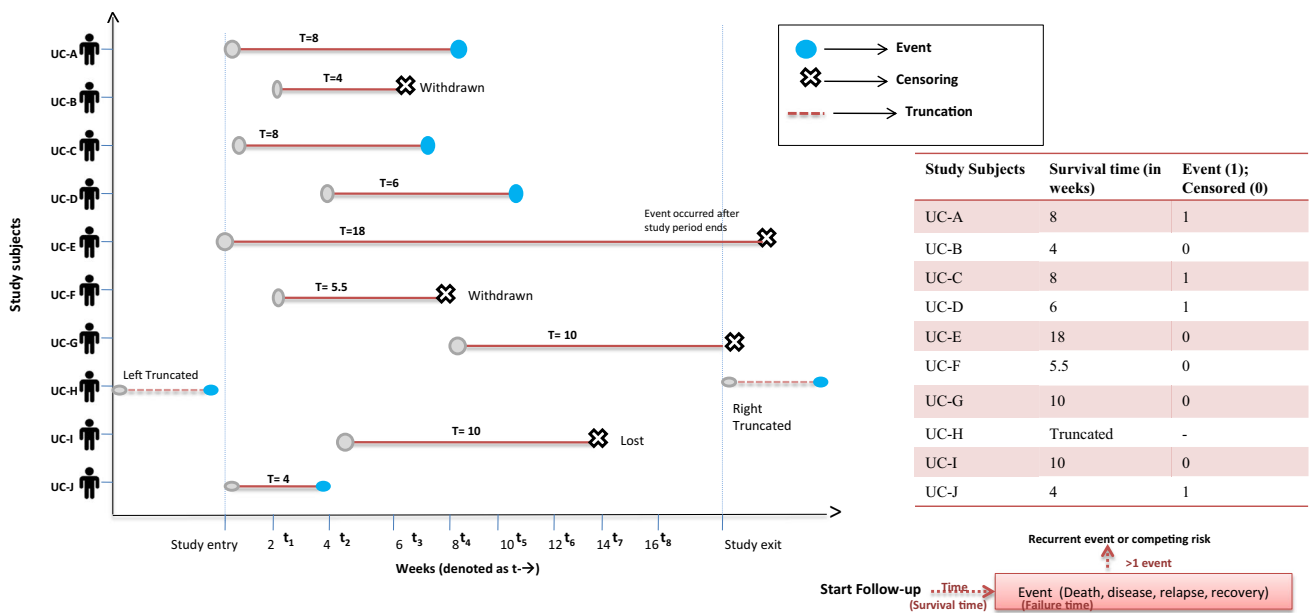 Study subjects
UC-A
T=8
UC-B
T=4
Withdrawn
UC-C
T=8
UC-D
T=6
UC-E
T=18
Event occurred after
study period ends
UC-F
T= 5.5
Withdrawn
UC-G
T= 10
UC-H
Left Truncated
Right
Truncated
UC-I
T= 10
Lost
UC-J
T= 4
Study entry 2 t1 4 t2 6 t3 8 t4 10 t5 12 t6 14 t7 16 t8 Study exit
Weeks (denoted as t-→)
Event
Censoring
Truncation
Study Subjects Survival time (in weeks) Event (1); Censored (0)
UC-A 8 1
UC-B 4 0
UC-C 8 1
UC-D 6 1
UC-E 18 0
UC-F 5.5 0
UC-G 10 0
UC-H Truncated -
UC-I 10 0
UC-J 4 1
Recurrent event or competing risk
>1 event
Start Follow-up Time Event (Death, disease, relapse, recovery)
(Survival time) (Failure time)